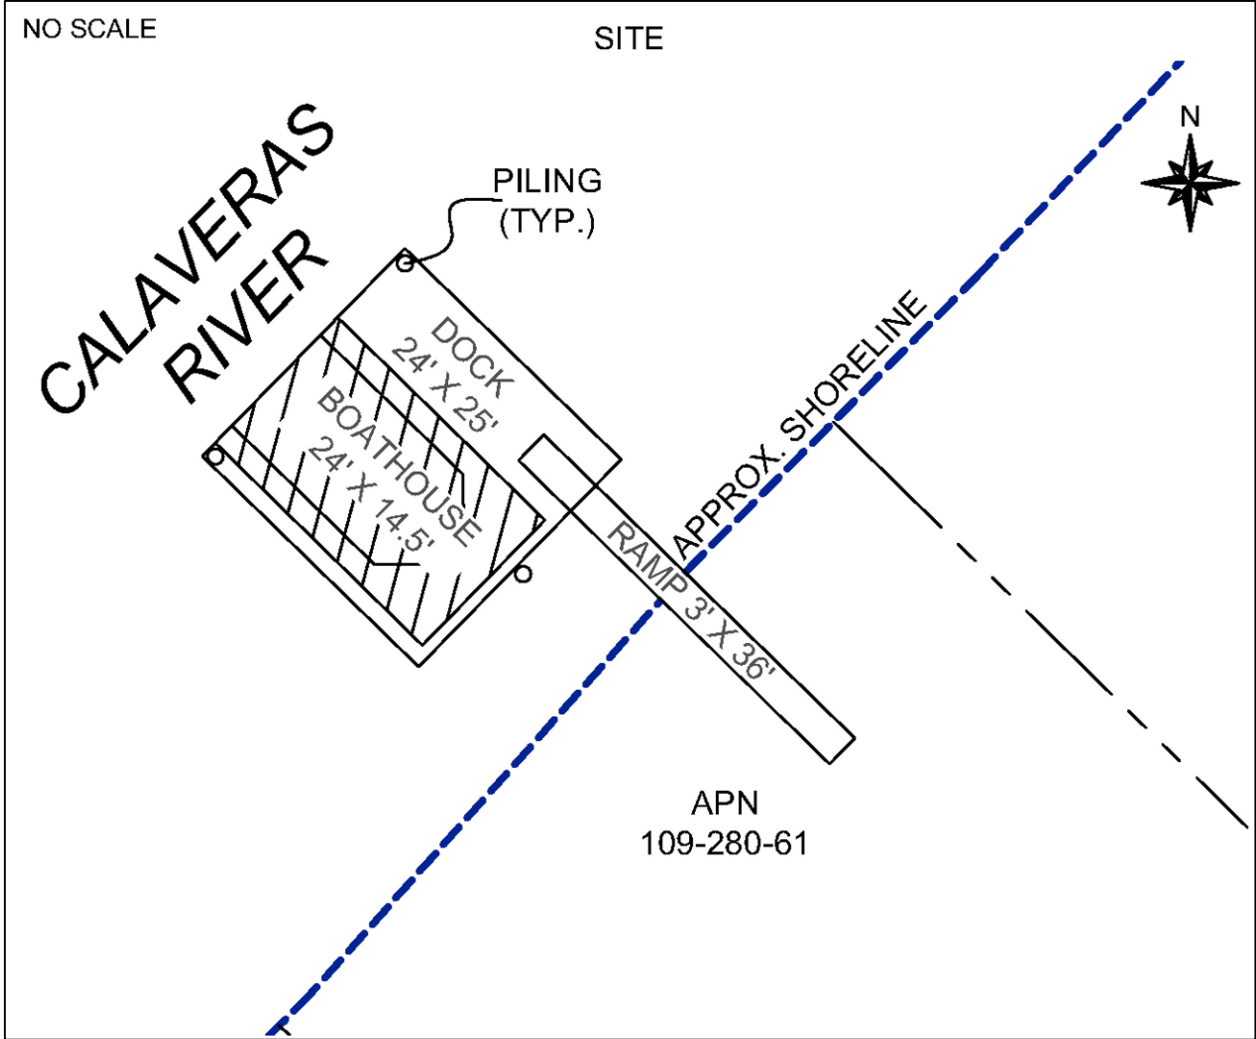 NO SCALE
SITE
N
CALAVERAS
RIVER
PILING
(TYP.)
DOCK
24' X 25'
BOATHOUSE
24' X 14.5'
APPROX. SHORELINE
RAMP 3' X 36'
APN
109-280-61